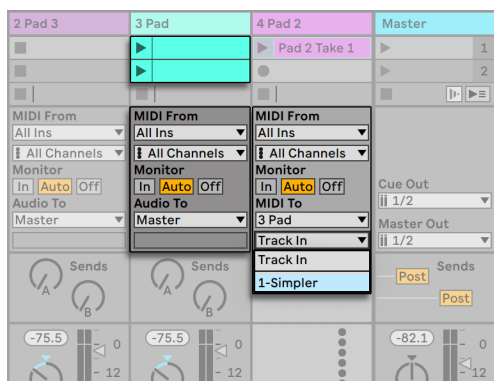 2 Pad 3
3 Pad
4 Pad 2
Master
Pad 2 Take 1
1
2
MIDI From
All Ins
All Channels
Monitor
In Auto Off
Audio To
Master
MIDI From
All Ins
All Channels
Monitor
In Auto Off
Audio To
Master
MIDI From
All Ins
All Channels
Monitor
In Auto Off
MIDI To
3 Pad
Track In
Track In
1-Simpler
Cue Out
1/2
Master Out
1/2
Sends
A
B
Sends
A
B
Sends
Post
Post
-75.5
0
12
-75.5
0
12
-82.1
0
12